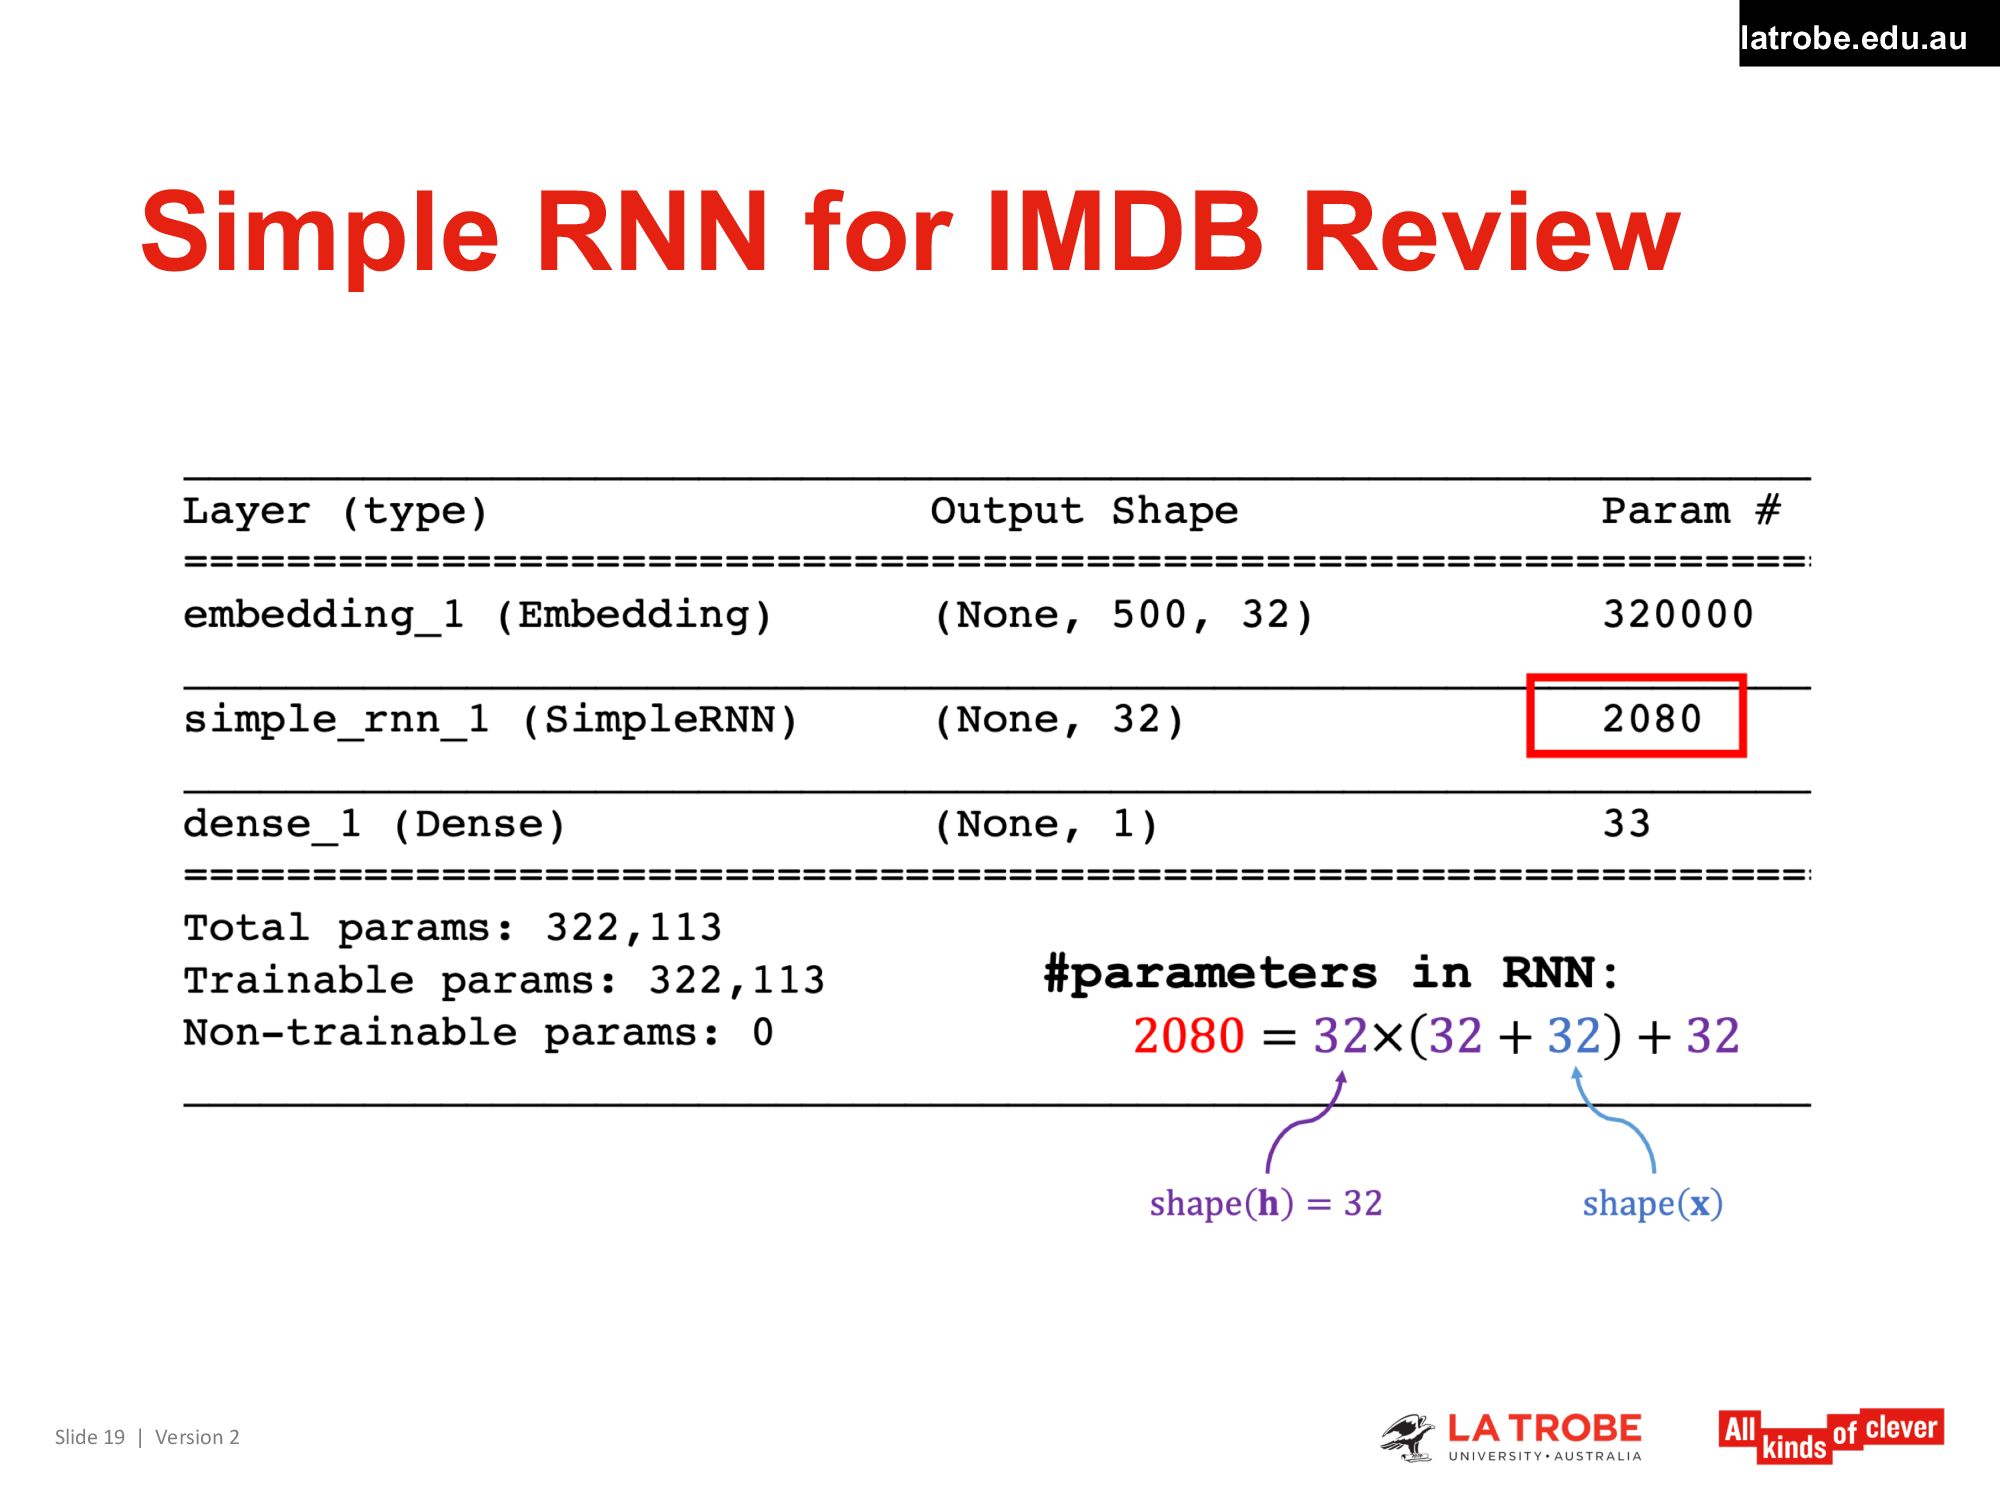 latrobe.edu.au
Simple RNN for IMDB Review
Layer (type) Output Shape Param #
embedding_1 (Embedding) (None, 500, 32) 320000
simple_rnn_1 (SimpleRNN) (None, 32) 2080
dense_1 (Dense) (None, 1) 33
Total params: 322,113
Trainable params: 322,113
Non-trainable params: 0
#parameters in RNN:
2080 = 32×(32 + 32) + 32
shape(h) = 32 shape(x)
Slide 19 | Version 2
LA TROBE
UNIVERSITY • AUSTRALIA
All kinds of clever